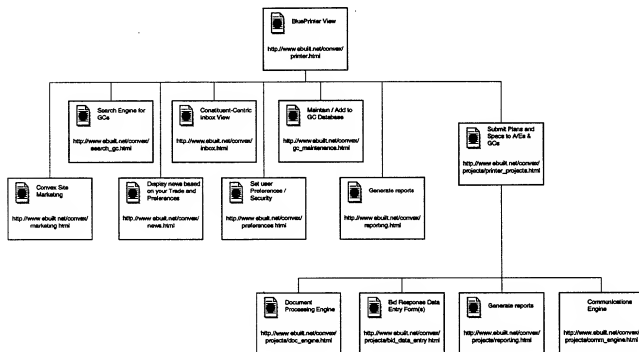 BluePrinter View
http://www.ebuilt.net/convex/
printer.html
Search Engine for
GCs
http://www.ebuilt.net/convex/
search_gc.html
Constituent-Centric
Inbox View
http://www.ebuilt.net/convex/
inbox.html
Maintain / Add to
GC Database
http://www.ebuilt.net/convex/
gc_maintenence.html
Submit Plans and
Specs to A/Es &
GCs
http://www.ebuilt.net/convex/
projects/printer_projects.html
Convex Site
Marketing
http://www.ebuilt.net/convex/
marketing.html
Display news based
on your Trade and
Preferences
http://www.ebuilt.net/convex/
news.html
Set user
Preferences /
Security
http://www.ebuilt.net/convex/
preferences.html
Generate reports
http://www.ebuilt.net/convex/
reporting.html
Document
Processing Engine
http://www.ebuilt.net/convex/
projects/doc_engine.html
Bid Response Data
Entry Form(s)
http://www.ebuilt.net/convex/
projects/bid_data_entry.html
Generate reports
http://www.ebuilt.net/convex/
projects/reporting.html
Communications
Engine
http://www.ebuilt.net/convex/
projects/comm_engine.html